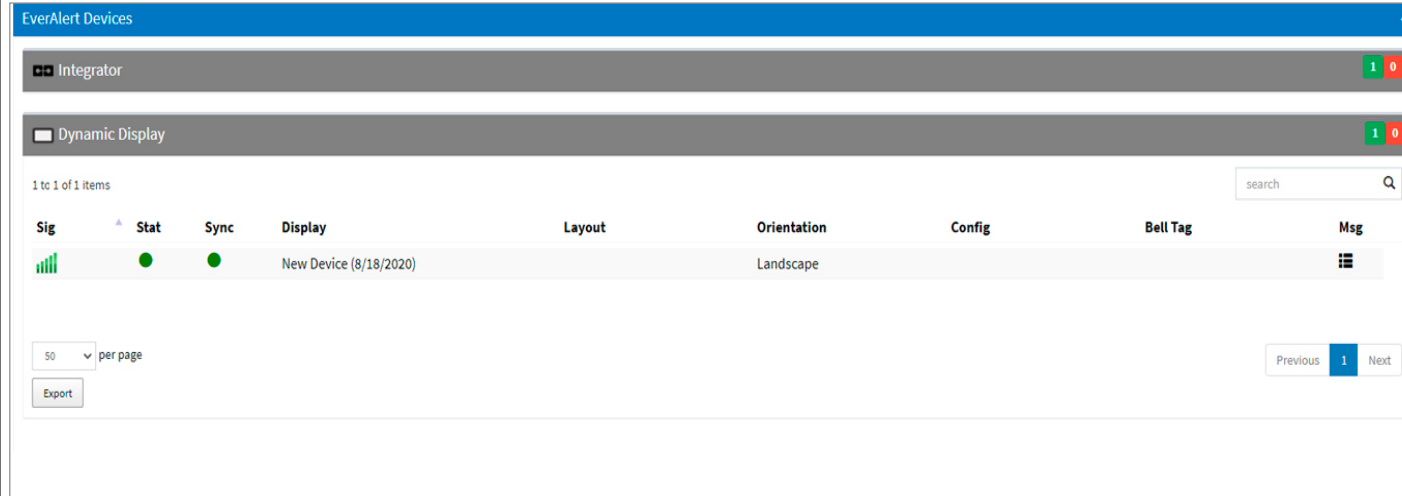 EverAlert Devices
Integrator 1 0
Dynamic Display 1 0
1 to 1 of 1 items search
Sig Stat Sync Display Layout Orientation Config Bell Tag Msg
New Device (8/18/2020) Landscape
50 per page Previous 1 Next
Export